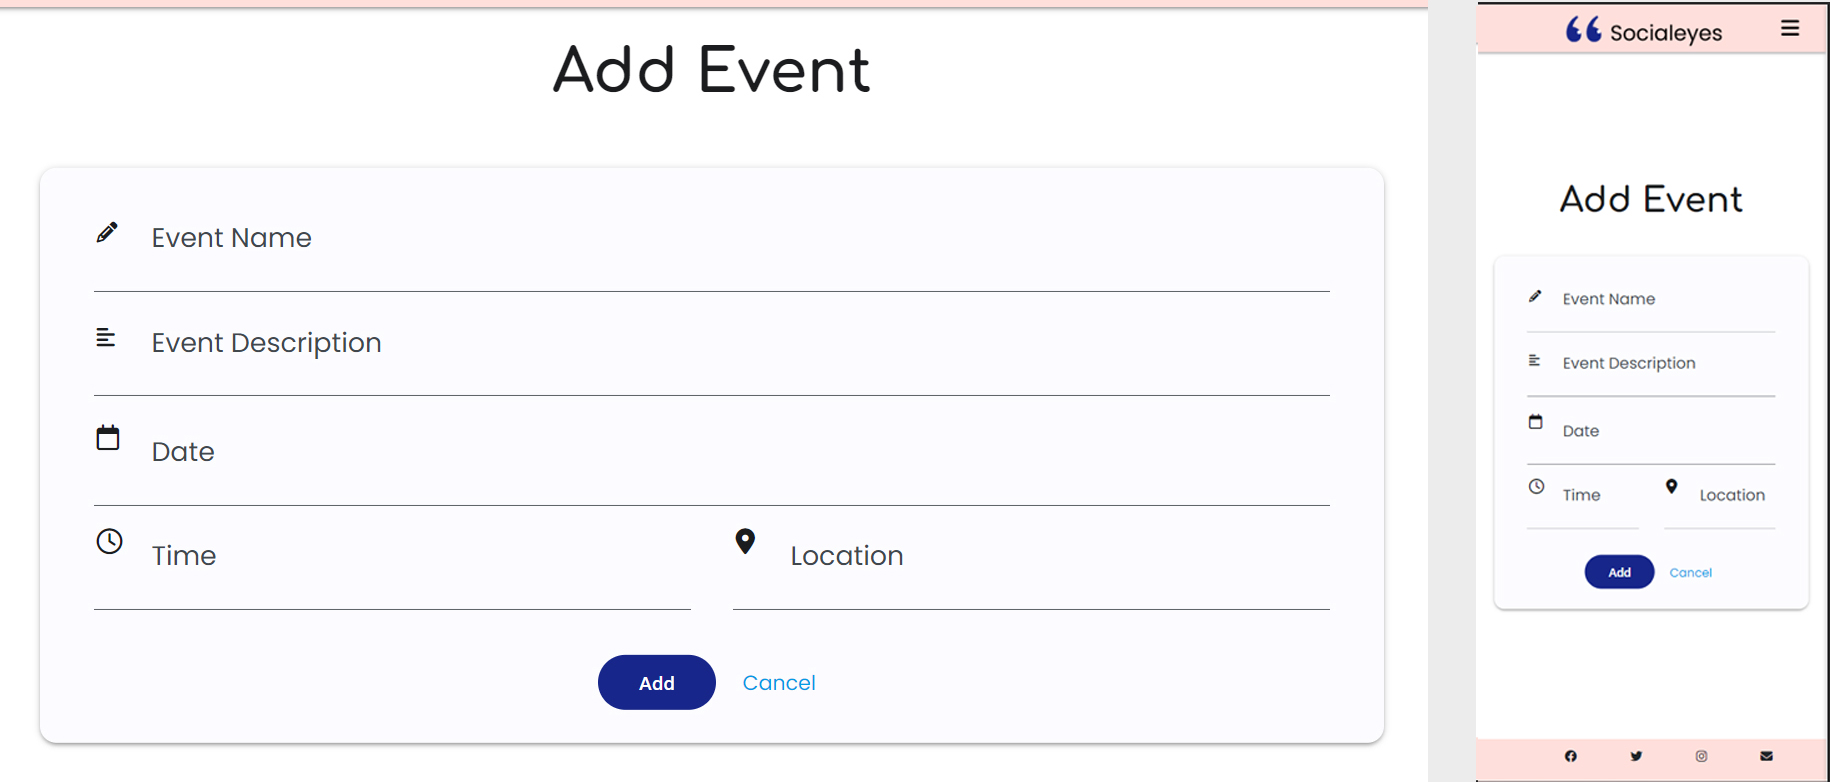 Add Event
Event Name
Event Description
Date
Time
Location
Add
Cancel
Socialeyes
Add Event
Event Name
Event Description
Date
Time
Location
Add
Cancel